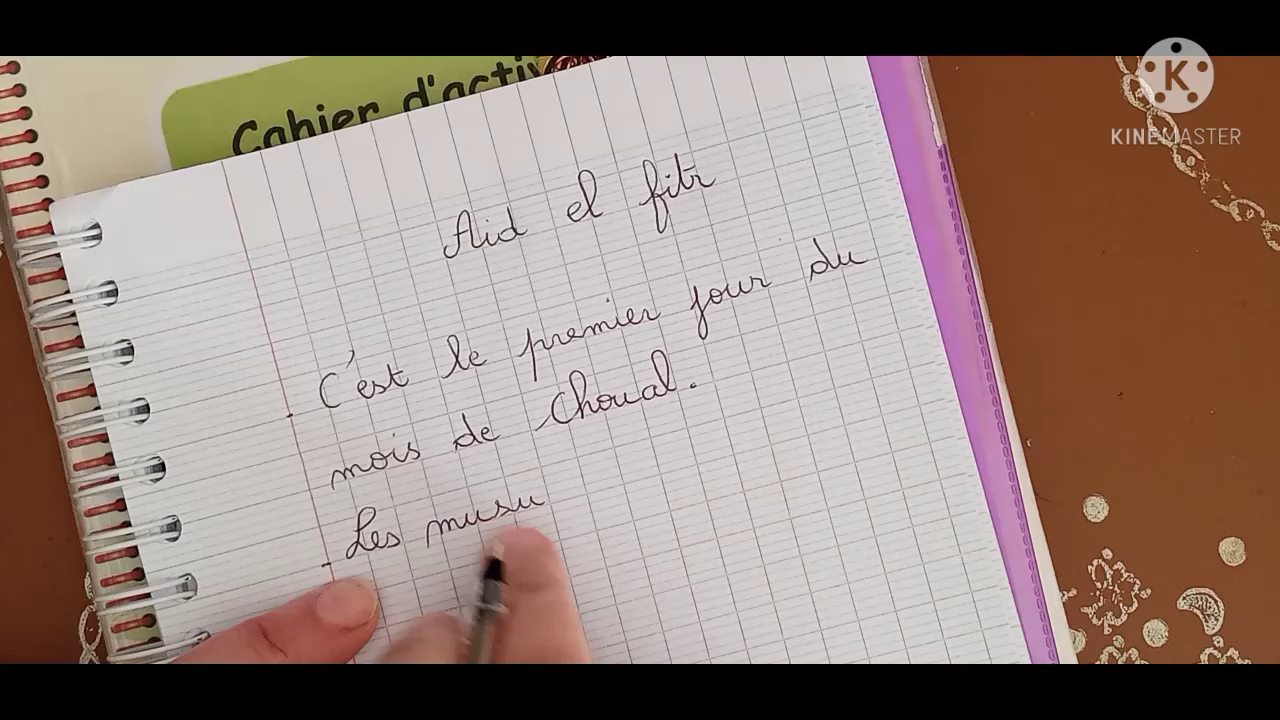 Cahier d'activ
KINEMASTER
Aid el fitr
C'est le premier jour du
mois de Choual.
Les musu